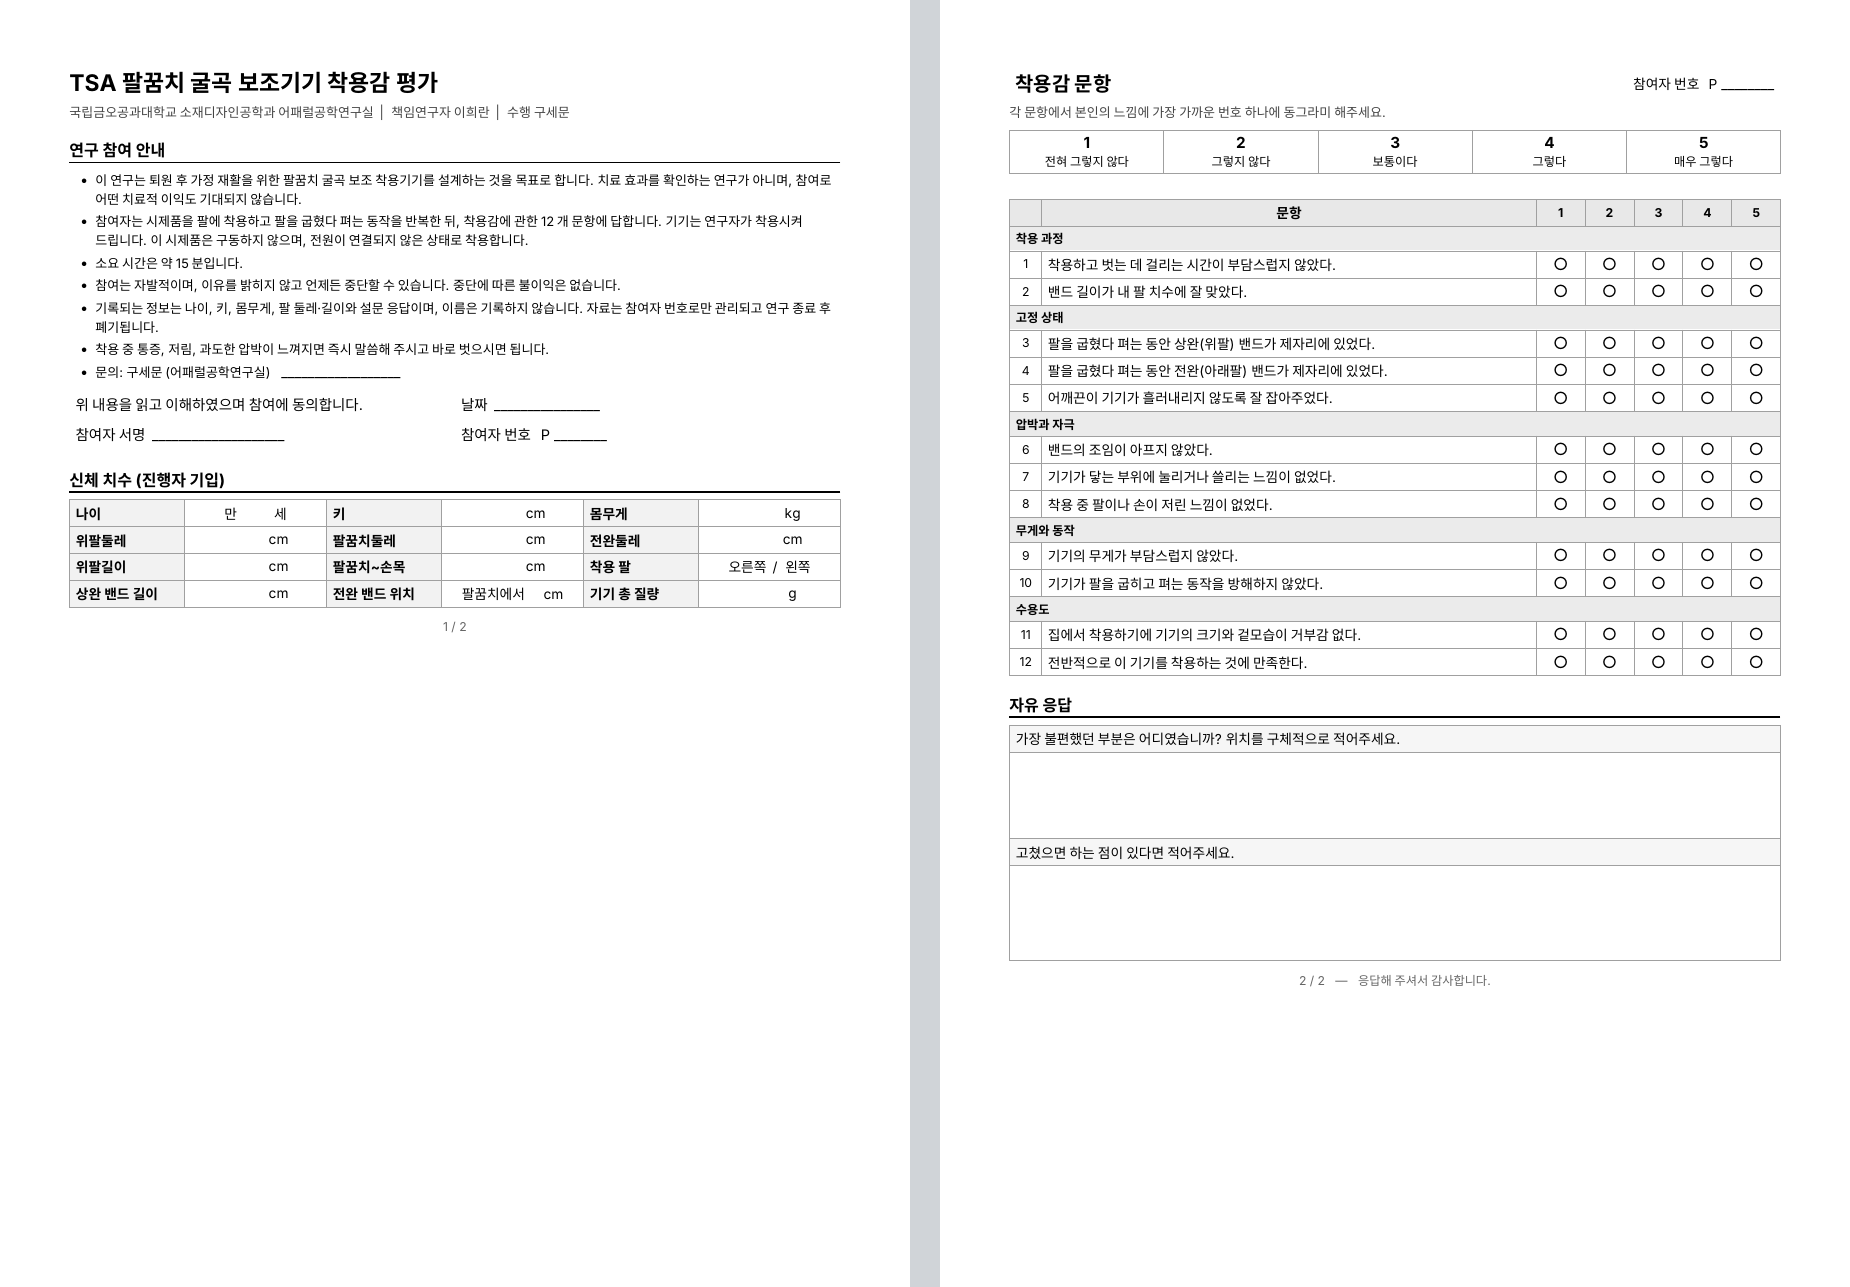 TSA 팔꿈치 굴곡 보조기기 착용감 평가
국립금오공과대학교 소재디자인공학과 어패럴공학연구실 │ 책임연구자 이희란 │ 수행 구세문
연구 참여 안내
• 이 연구는 퇴원 후 가정 재활을 위한 팔꿈치 굴곡 보조 착용기기를 설계하는 것을 목표로 합니다. 치료 효과를 확인하는 연구가 아니며, 참여로
어떤 치료적 이익도 기대되지 않습니다.
• 참여자는 시제품을 팔에 착용하고 팔을 굽혔다 펴는 동작을 반복한 뒤, 착용감에 관한 12 개 문항에 답합니다. 기기는 연구자가 착용시켜
드립니다. 이 시제품은 구동하지 않으며, 전원이 연결되지 않은 상태로 착용합니다.
• 소요 시간은 약 15 분입니다.
• 참여는 자발적이며, 이유를 밝히지 않고 언제든 중단할 수 있습니다. 중단에 따른 불이익은 없습니다.
• 기록되는 정보는 나이, 키, 몸무게, 팔 둘레·길이와 설문 응답이며, 이름은 기록하지 않습니다. 자료는 참여자 번호로만 관리되고 연구 종료 후
폐기됩니다.
• 착용 중 통증, 저림, 과도한 압박이 느껴지면 즉시 말씀해 주시고 바로 벗으시면 됩니다.
• 문의: 구세문 (어패럴공학연구실) __________________
위 내용을 읽고 이해하였으며 참여에 동의합니다. 날짜 ________________
참여자 서명 ____________________ 참여자 번호 P ________
신체 치수 (진행자 기입)
나이 만 세 키 cm 몸무게 kg
위팔둘레 cm 팔꿈치둘레 cm 전완둘레 cm
위팔길이 cm 팔꿈치~손목 cm 착용 팔 오른쪽 / 왼쪽
상완 밴드 길이 cm 전완 밴드 위치 팔꿈치에서 cm 기기 총 질량 g
1 / 2
착용감 문항 참여자 번호 P ________
각 문항에서 본인의 느낌에 가장 가까운 번호 하나에 동그라미 해주세요.
1 2 3 4 5
전혀 그렇지 않다 그렇지 않다 보통이다 그렇다 매우 그렇다
문항 1 2 3 4 5
착용 과정
1 착용하고 벗는 데 걸리는 시간이 부담스럽지 않았다. ○ ○ ○ ○ ○
2 밴드 길이가 내 팔 치수에 잘 맞았다. ○ ○ ○ ○ ○
고정 상태
3 팔을 굽혔다 펴는 동안 상완(위팔) 밴드가 제자리에 있었다. ○ ○ ○ ○ ○
4 팔을 굽혔다 펴는 동안 전완(아래팔) 밴드가 제자리에 있었다. ○ ○ ○ ○ ○
5 어깨끈이 기기가 흘러내리지 않도록 잘 잡아주었다. ○ ○ ○ ○ ○
압박과 자극
6 밴드의 조임이 아프지 않았다. ○ ○ ○ ○ ○
7 기기가 닿는 부위에 눌리거나 쓸리는 느낌이 없었다. ○ ○ ○ ○ ○
8 착용 중 팔이나 손이 저린 느낌이 없었다. ○ ○ ○ ○ ○
무게와 동작
9 기기의 무게가 부담스럽지 않았다. ○ ○ ○ ○ ○
10 기기가 팔을 굽히고 펴는 동작을 방해하지 않았다. ○ ○ ○ ○ ○
수용도
11 집에서 착용하기에 기기의 크기와 겉모습이 거부감 없다. ○ ○ ○ ○ ○
12 전반적으로 이 기기를 착용하는 것에 만족한다. ○ ○ ○ ○ ○
자유 응답
가장 불편했던 부분은 어디였습니까? 위치를 구체적으로 적어주세요.
고쳤으면 하는 점이 있다면 적어주세요.
2 / 2 — 응답해 주셔서 감사합니다.